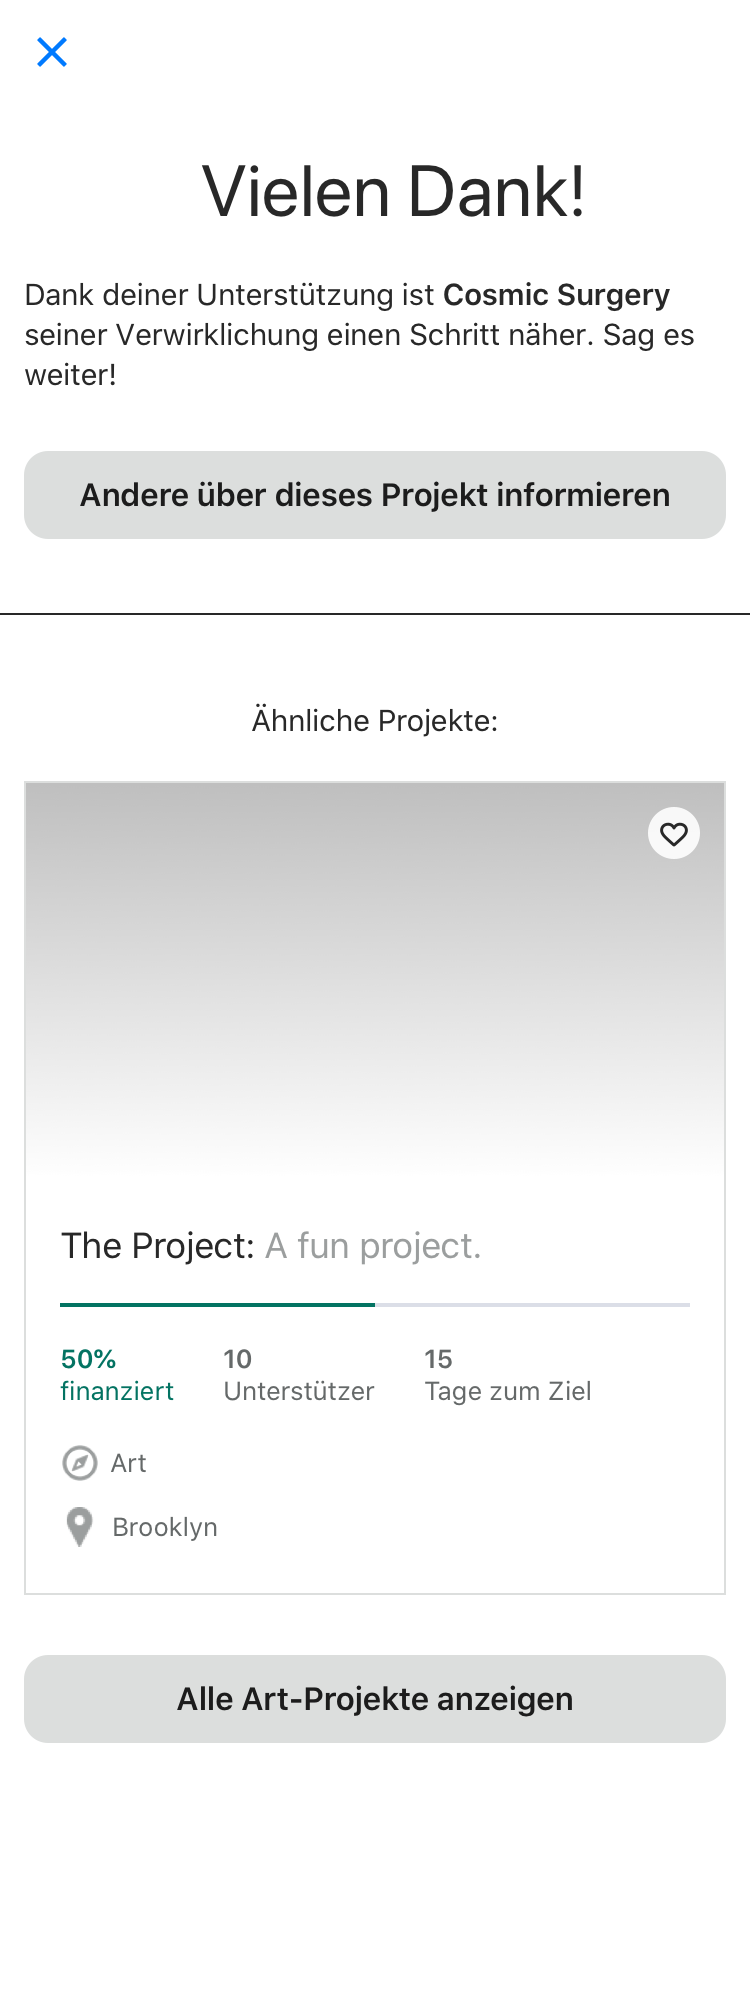 Vielen Dank!
Dank deiner Unterstützung ist Cosmic Surgery
seiner Verwirklichung einen Schritt näher. Sag es
weiter!
Andere über dieses Projekt informieren
Ähnliche Projekte:
The Project: A fun project.
50% 10 15
finanziert Unterstützer Tage zum Ziel
Art
Brooklyn
Alle Art-Projekte anzeigen